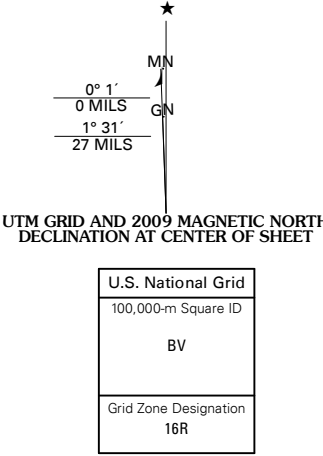 ★
MN
0° 1´
0 MILS
GN
1° 31´
27 MILS
UTM GRID AND 2009 MAGNETIC NORTH
DECLINATION AT CENTER OF SHEET
U.S. National Grid
100,000-m Square ID
BV
Grid Zone Designation
16R